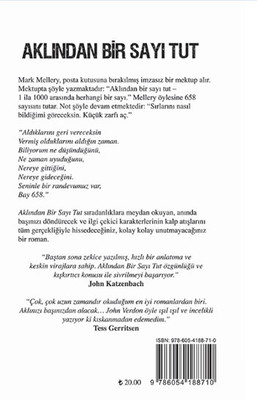 AKLINDAN BİR SAYI TUT
Mark Mellery, posta kutusuna bırakılmış imzasız bir mektup alır.
Mektupta şöyle yazmaktadır: “Aklından bir sayı tut –
1 ila 1000 arasında herhangi bir sayı.” Mellery öylesine 658
sayısını tutar. Not şöyle devam etmektedir: “Sırlarını nasıl
bildiğimi göreceksin. Küçük zarfı aç.”
“Aldıklarını geri vereceksin
Vermiş olduklarını aldığın zaman.
Biliyorum ne düşündüğünü,
Ne zaman uyuduğunu,
Nereye gittiğini,
Nereye gideceğini.
Seninle bir randevumuz var,
Bay 658.”
Aklından Bir Sayı Tut sıradanlıklara meydan okuyan, anında
başınızı döndürecek ve ilgi çekici karakterlerinin kalp atışlarını
tüm gerçekliğiyle hissedeceğiniz, kolay kolay unutmayacağınız
bir roman.
“Baştan sona zekice yazılmış, hızlı bir anlatıma ve
keskin virajlara sahip. Aklından Bir Sayı Tut özgünlüğü ve
kışkırtıcı konusu ile sivrilmeyi başarıyor.”
John Katzenbach
“Çok, çok uzun zamandır okuduğum en iyi romanlardan biri.
Aklınızı başınızdan alacak… John Verdon öyle ışıl ışıl ve incelikli
yazıyor ki kıskanmadan edemedim.”
Tess Gerritsen
ISBN: 978-605-4188-71-0
₺ 20.00
9 786054 188710